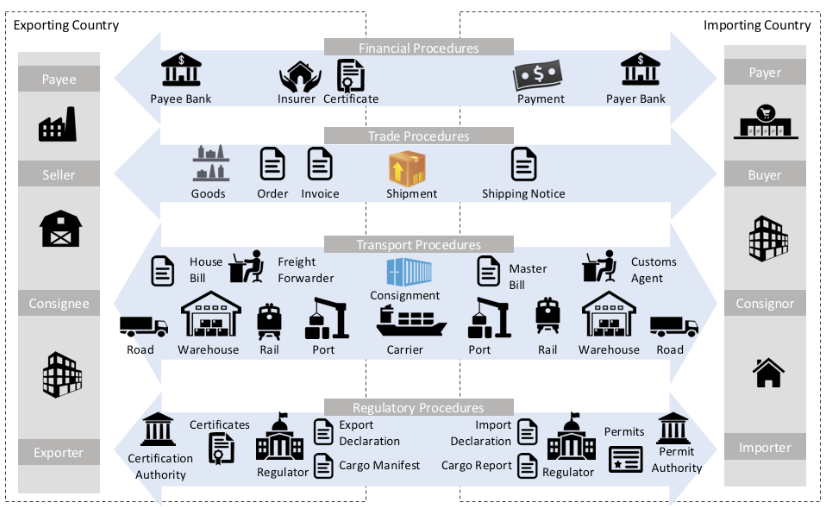 Exporting Country
Importing Country
Financial Procedures
Payee
Payer
Payee Bank
Insurer
Certificate
Payment
Payer Bank
Trade Procedures
Seller
Buyer
Goods
Order
Invoice
Shipment
Shipping Notice
Transport Procedures
House
Bill
Freight
Forwarder
Consignment
Master
Bill
Customs
Agent
Consignee
Consignor
Road
Warehouse
Rail
Port
Carrier
Port
Rail
Warehouse
Road
Regulatory Procedures
Certification
Authority
Certificates
Regulator
Export
Declaration
Cargo Manifest
Import
Declaration
Cargo Report
Regulator
Permits
Permit
Authority
Exporter
Importer